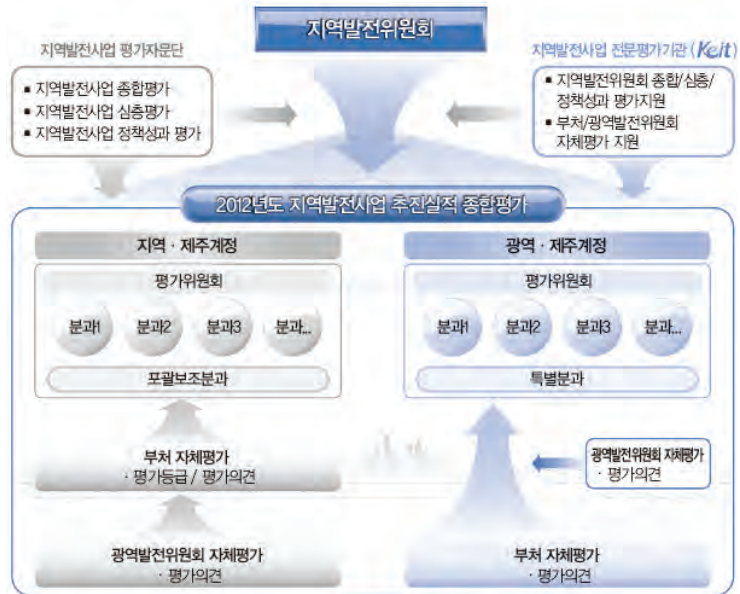 지역발전위원회
지역발전사업 평가자문단
▪ 지역발전사업 종합평가
▪ 지역발전사업 심층평가
▪ 지역발전사업 정책성과 평가
지역발전사업 전문평가기관 (Keit)
▪ 지역발전위원회 종합/심층/
정책성과 평가지원
▪ 부처/광역발전위원회
자체평가 지원
2012년도 지역발전사업 추진실적 종합평가
지역 · 제주계정
평가위원회
분과1 분과2 분과3 분과...
포괄보조분과
부처 자체평가
· 평가등급 / 평가의견
광역발전위원회 자체평가
· 평가의견
광역 · 제주계정
평가위원회
분과1 분과2 분과3 분과...
특별분과
광역발전위원회 자체평가
· 평가의견
부처 자체평가
· 평가의견